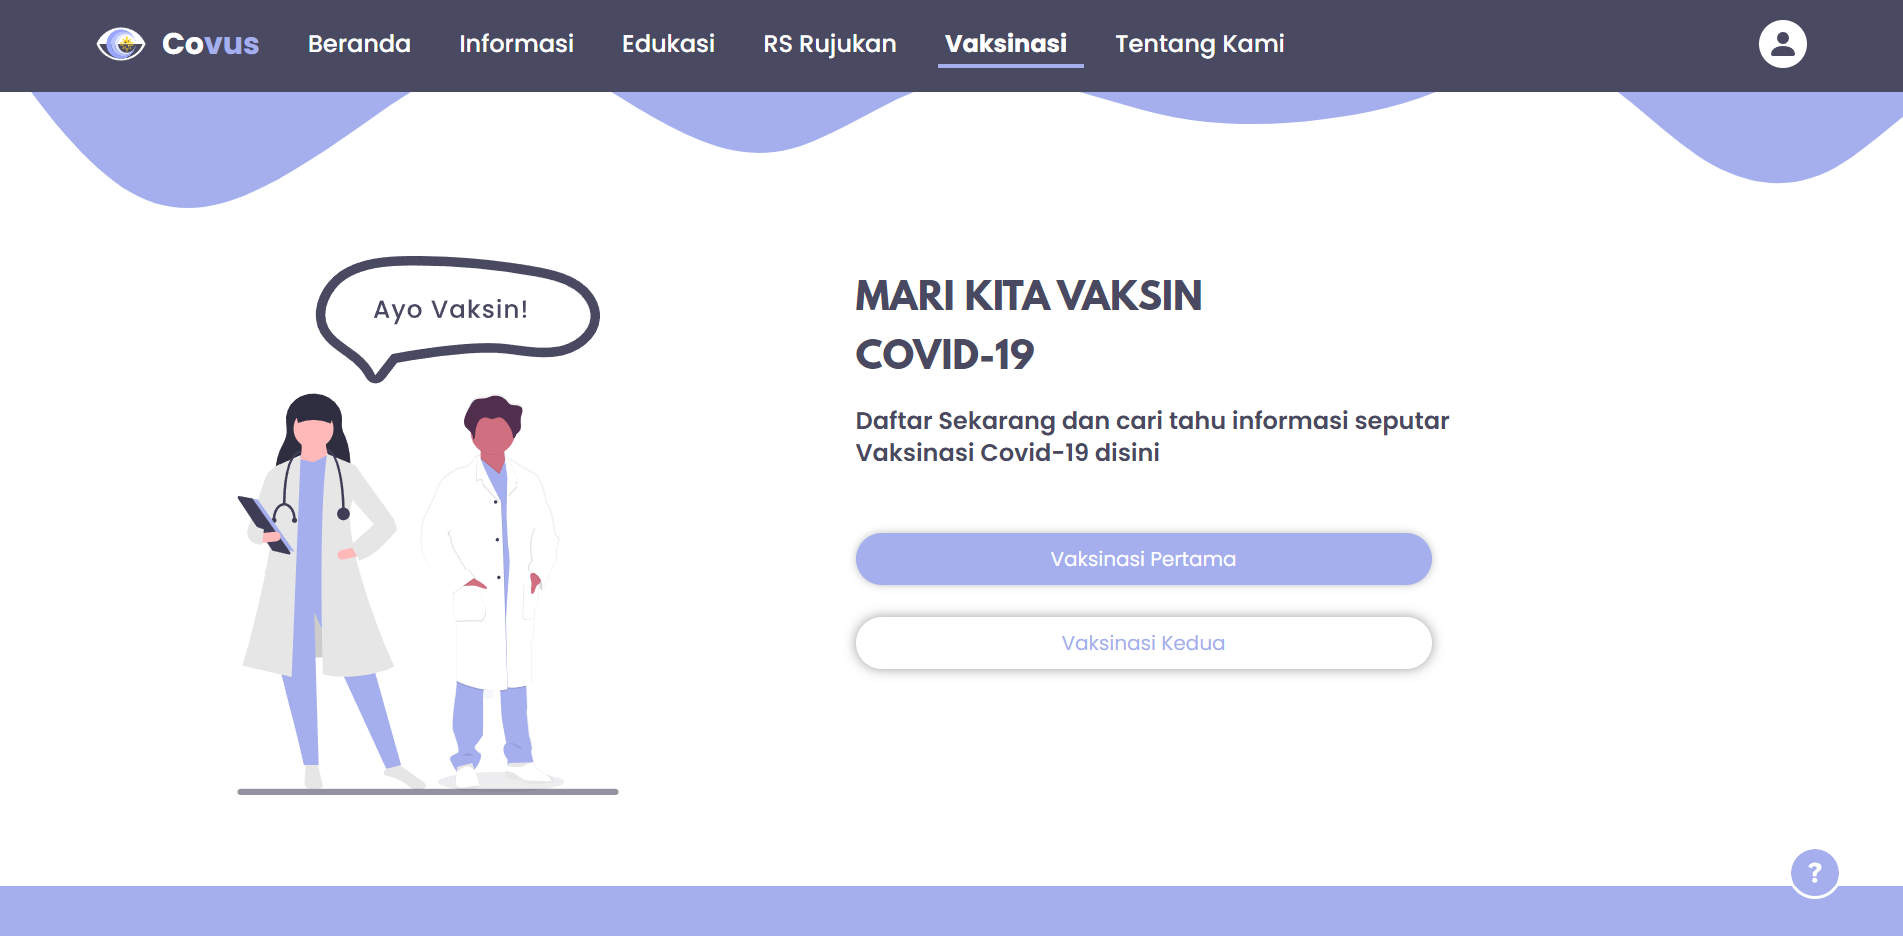 Covus Beranda Informasi Edukasi RS Rujukan Vaksinasi Tentang Kami
Ayo Vaksin!
MARI KITA VAKSIN
COVID-19
Daftar Sekarang dan cari tahu informasi seputar
Vaksinasi Covid-19 disini
Vaksinasi Pertama
Vaksinasi Kedua
?